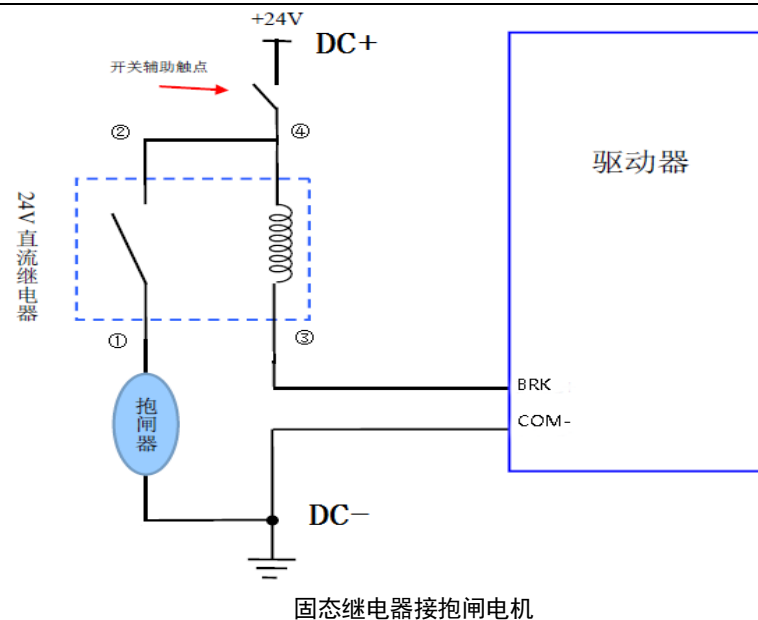 +24V
DC+
开关辅助触点
②
④
驱动器
24V 直流继电器
①
③
BRK
抱闸器
COM-
DC－
固态继电器接抱闸电机